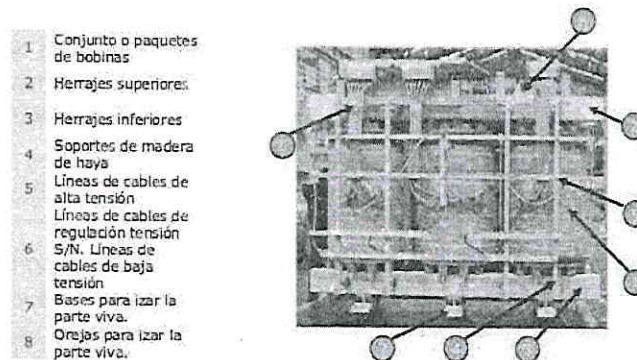 1 Conjunto o paquetes
de bobinas
2 Herrajes superiores
3 Herrajes inferiores
4 Soportes de madera
de haya
5 Líneas de cables de
alta tensión
Líneas de cables de
regulación tensión
6 S/N. Líneas de
cables de baja
tensión
7 Bases para izar la
parte viva.
8 Orejas para izar la
parte viva.